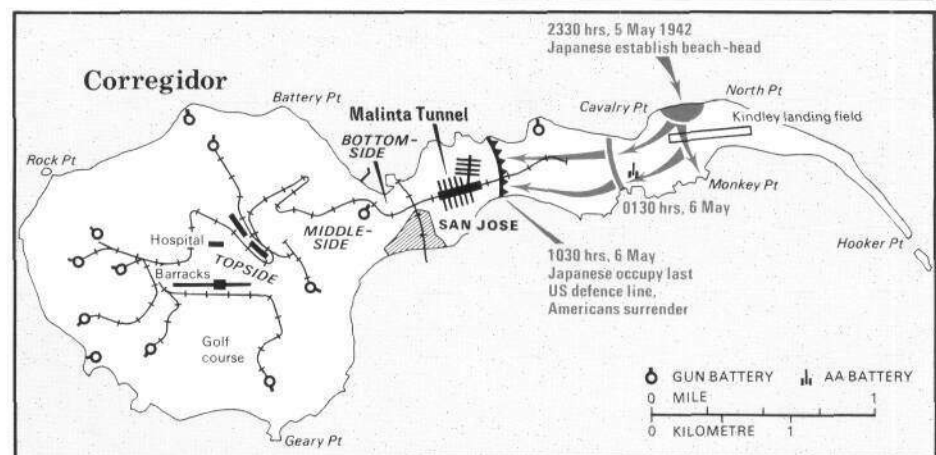 Corregidor
2330 hrs, 5 May 1942
Japanese establish beach-head
Battery Pt
Cavalry Pt
North Pt
Kindley landing field
Malinta Tunnel
BOTTOM-
SIDE
Rock Pt
Monkey Pt
0130 hrs, 6 May
MIDDLE-
SIDE
SAN JOSE
Hospital
TOPSIDE
Barracks
Hooker Pt
1030 hrs, 6 May
Japanese occupy last
US defence line,
Americans surrender
Golf
course
Geary Pt
GUN BATTERY
AA BATTERY
0 MILE 1
0 KILOMETRE 1